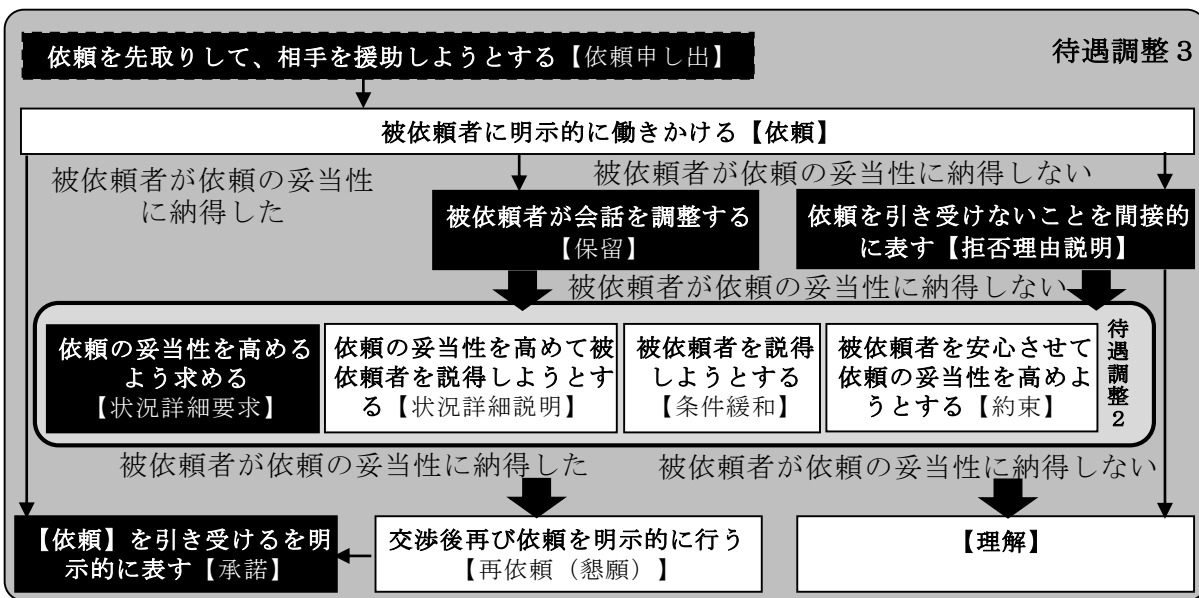 依頼を先取りして、相手を援助しようとする【依頼申し出】
待遇調整3
被依頼者に明示的に働きかける【依頼】
被依頼者が依頼の妥当性
に納得した
被依頼者が依頼の妥当性に納得しない
被依頼者が会話を調整する
【保留】
依頼を引き受けないことを間接的
に表す【拒否理由説明】
被依頼者が依頼の妥当性に納得しない
依頼の妥当性を高める
よう求める
【状況詳細要求】
依頼の妥当性を高めて被
依頼者を説得しようとす
る【状況詳細説明】
被依頼者を説得
しようとする
【条件緩和】
被依頼者を安心させて
依頼の妥当性を高めよ
うとする【約束】
待遇調整2
被依頼者が依頼の妥当性に納得した
被依頼者が依頼の妥当性に納得しない
【依頼】を引き受けるを明
示的に表す【承諾】
交渉後再び依頼を明示的に行う
【再依頼（懇願）】
【理解】